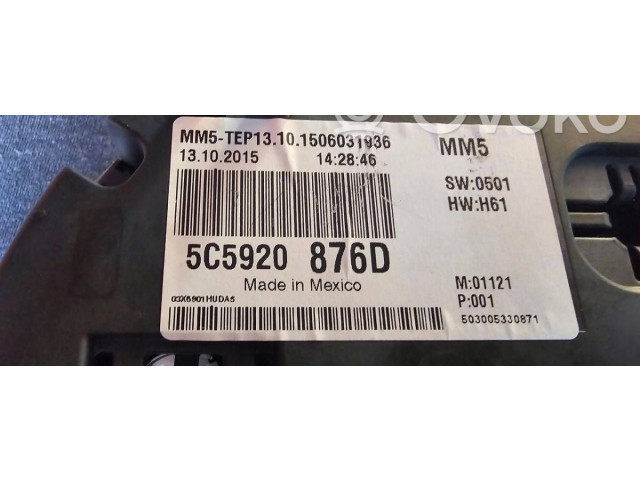 MM5-TEP13.10.1506031936
MM5
13.10.2015 14:28:46
SW:0501
HW:H61
5C5920 876D
Made in Mexico
M:01121
P:001
03X6901HUDA5
503005330871